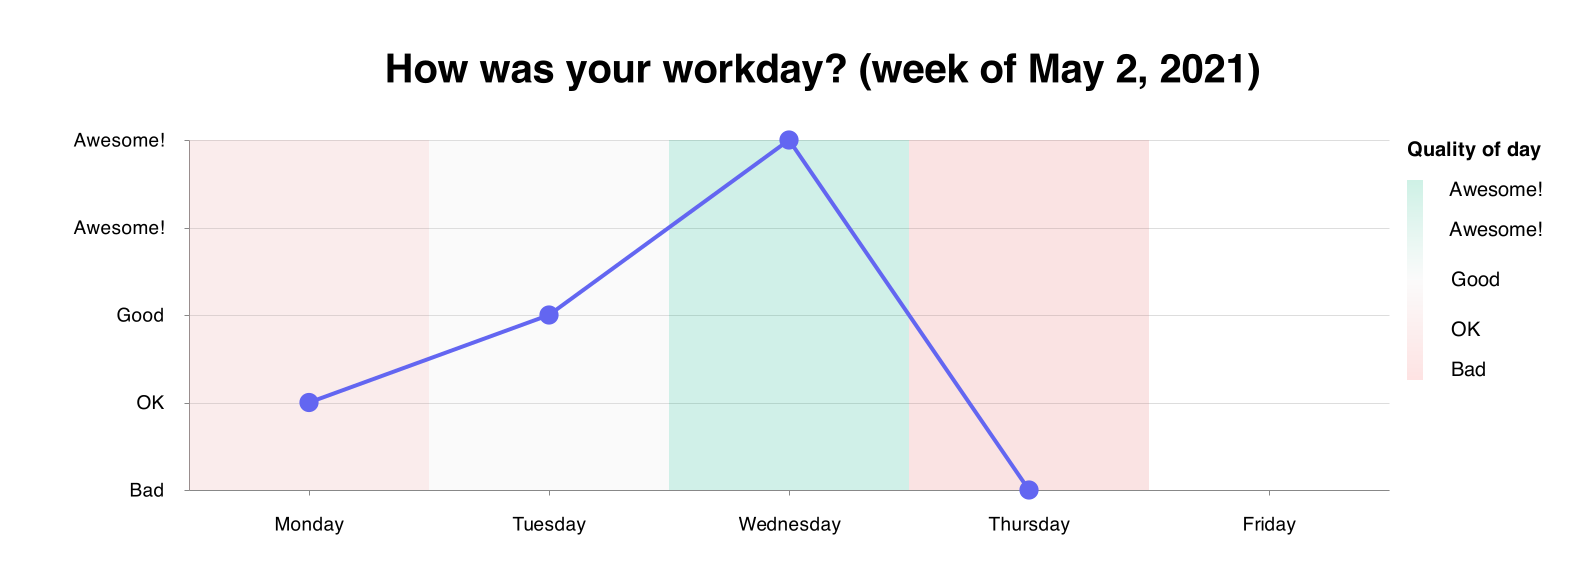 How was your workday? (week of May 2, 2021)
Awesome!
Awesome!
Good
OK
Bad
Monday
Tuesday
Wednesday
Thursday
Friday
Quality of day
Awesome!
Awesome!
Good
OK
Bad